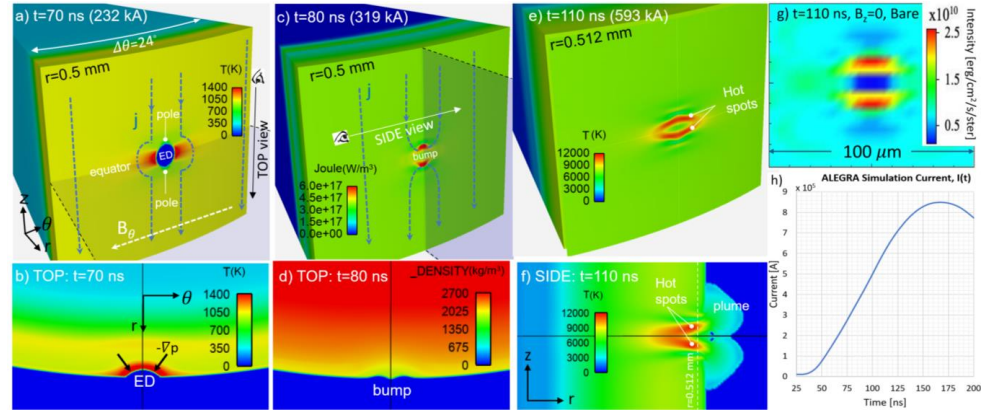 a) t=70 ns (232 kA)
Δθ=24°
r=0.5 mm
T(K)
1400
1050
700
350
0
j
pole
ED
equator
pole
TOP view
B_θ
z
θ
r
c) t=80 ns (319 kA)
r=0.5 mm
j
SIDE view
bump
Joule(W/m³)
6.0e+17
4.5e+17
3.0e+17
1.5e+17
0.0e+00
e) t=110 ns (593 kA)
r=0.512 mm
Hot
spots
T (K)
12000
9000
6000
3000
0
g) t=110 ns, B_z=0, Bare
x10¹⁰
2.5
2.0
1.5
1.0
0.5
Intensity [erg/cm²/s/ster]
100 μm
b) TOP: t=70 ns
T(K)
1400
1050
700
350
0
θ
r
-∇p
ED
d) TOP: t=80 ns
_DENSITY(kg/m³)
2700
2025
1350
675
0
bump
f) SIDE: t=110 ns
T(K)
12000
9000
6000
3000
0
Hot
spots
plume
r=0.512 mm
z
r
h)
ALEGRA Simulation Current, I(t)
x 10⁵
9
8
7
6
5
4
3
2
1
0
Current [A]
25 50 75 100 125 150 175 200
Time [ns]